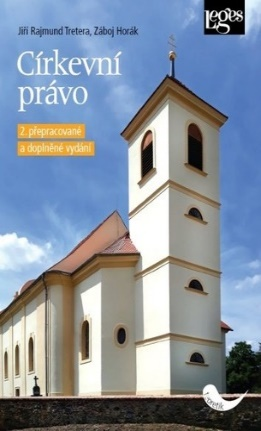 Leges
Jiří Rajmund Tretera, Záboj Horák
Církevní
právo
2. přepracované
a doplněné vydání